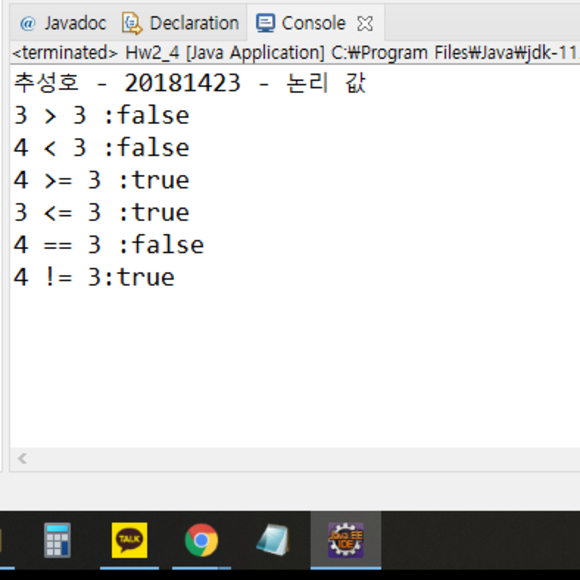 @ Javadoc Declaration Console
<terminated> Hw2_4 [Java Application] C:₩Program Files₩Java₩jdk-11
추성호 - 20181423 - 논리 값
3 > 3 :false
4 < 3 :false
4 >= 3 :true
3 <= 3 :true
4 == 3 :false
4 != 3:true
TALK
Java EE
IDE